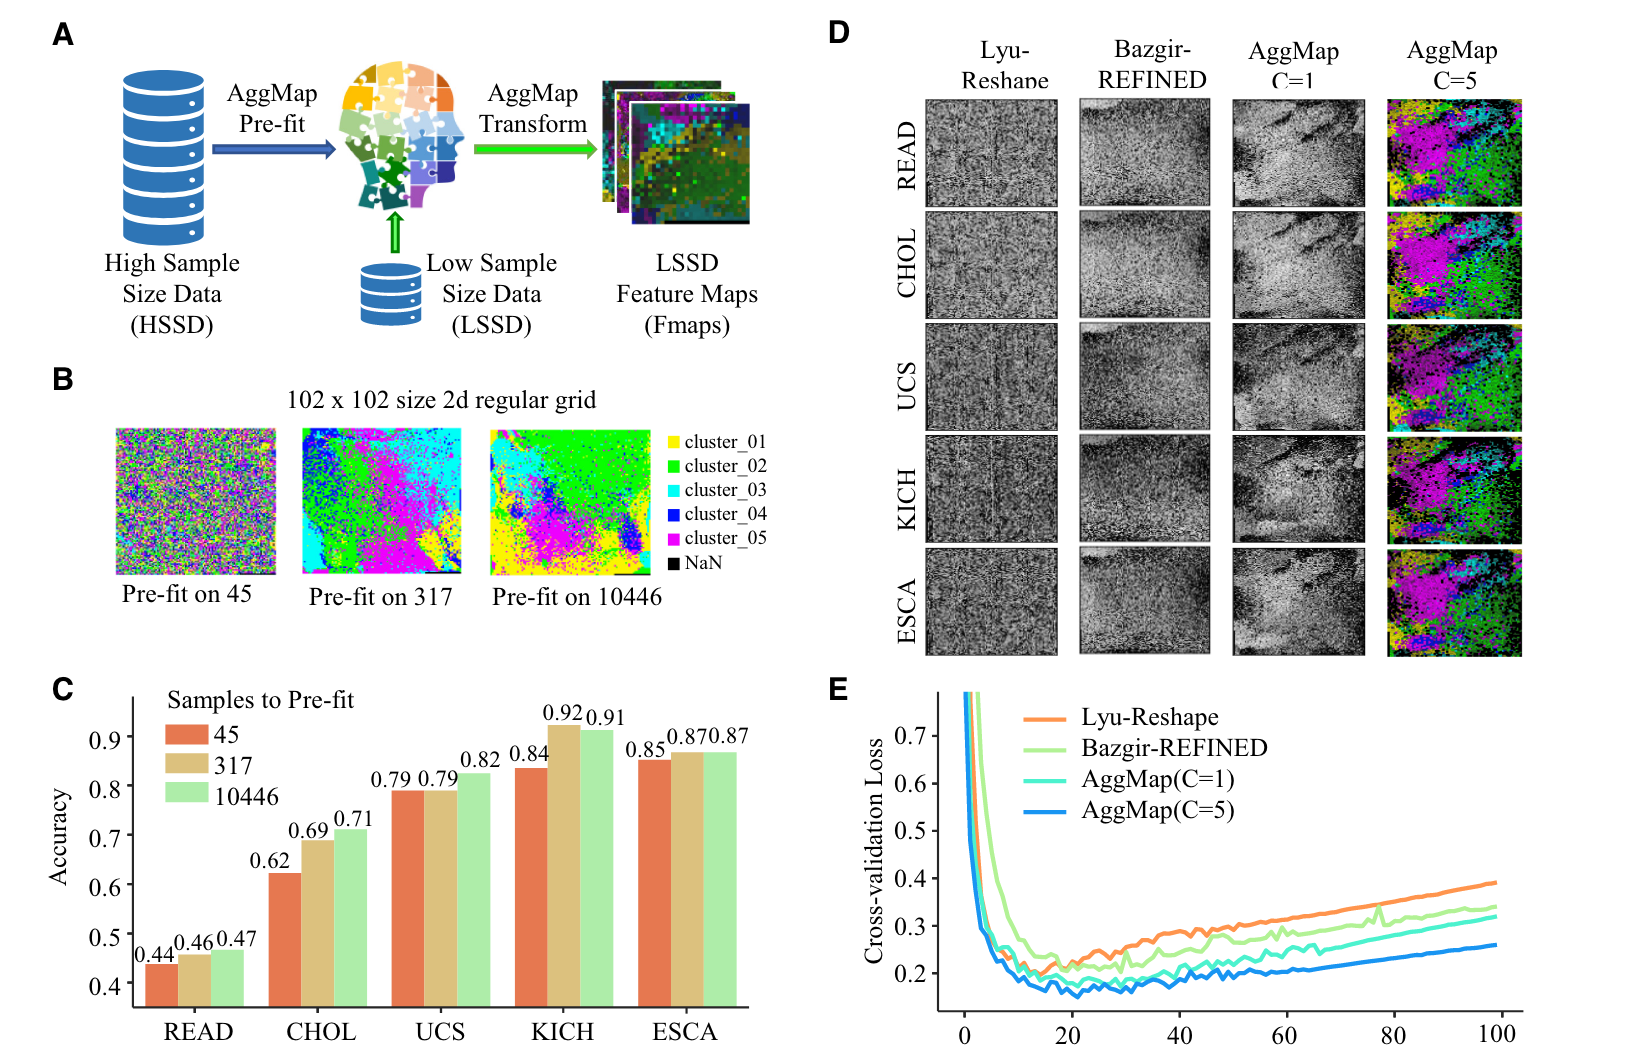 A
AggMap
Pre-fit
AggMap
Transform
High Sample
Size Data
(HSSD)
Low Sample
Size Data
(LSSD)
LSSD
Feature Maps
(Fmaps)
B
102 x 102 size 2d regular grid
cluster_01
cluster_02
cluster_03
cluster_04
cluster_05
NaN
Pre-fit on 45
Pre-fit on 317
Pre-fit on 10446
C
Samples to Pre-fit
45
317
10446
Accuracy
0.9
0.8
0.7
0.6
0.5
0.4
0.44
0.46
0.47
0.62
0.69
0.71
0.79
0.79
0.82
0.84
0.92
0.91
0.85
0.87
0.87
READ
CHOL
UCS
KICH
ESCA
D
Lyu-
Reshape
Bazgir-
REFINED
AggMap
C=1
AggMap
C=5
READ
CHOL
UCS
KICH
ESCA
E
Cross-validation Loss
0.7
0.6
0.5
0.4
0.3
0.2
Lyu-Reshape
Bazgir-REFINED
AggMap(C=1)
AggMap(C=5)
0
20
40
60
80
100